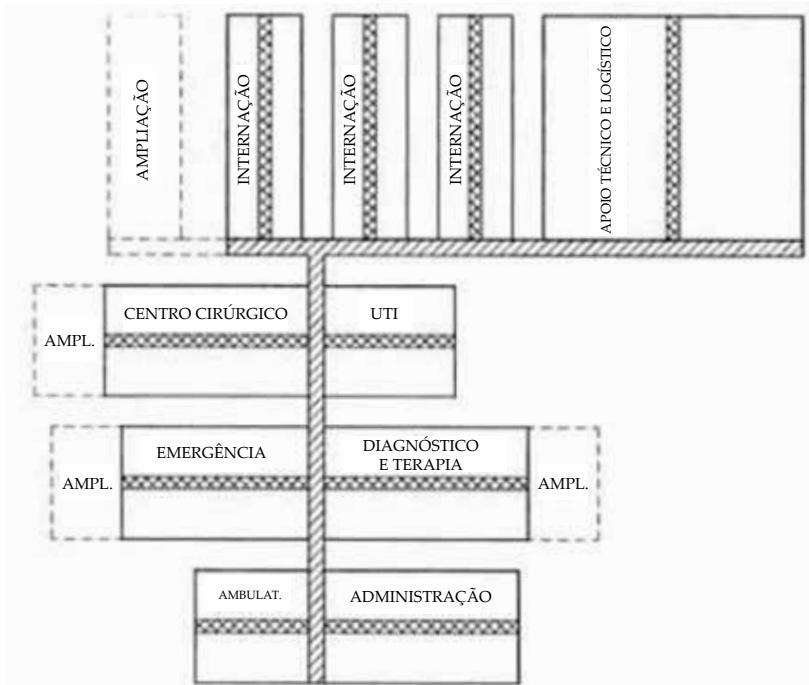 AMPLIAÇÃO
INTERNAÇÃO
INTERNAÇÃO
INTERNAÇÃO
APOIO TÉCNICO E LOGÍSTICO
CENTRO CIRÚRGICO
UTI
AMPL.
EMERGÊNCIA
DIAGNÓSTICO
E TERAPIA
AMPL.
AMPL.
AMBULAT.
ADMINISTRAÇÃO